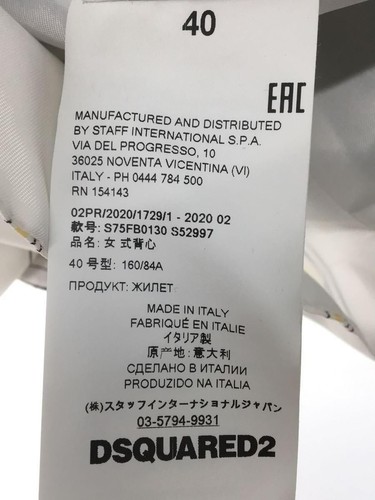 40
EAC
MANUFACTURED AND DISTRIBUTED
BY STAFF INTERNATIONAL S.P.A.
VIA DEL PROGRESSO, 10
36025 NOVENTA VICENTINA (VI)
ITALY - PH 0444 784 500
RN 154143
02PR/2020/1729/1 - 2020 02
款号: S75FB0130 S52997
品名: 女式背心
40 号型: 160/84A
ПРОДУКТ: ЖИЛЕТ
MADE IN ITALY
FABRIQUÉ EN ITALIE
イタリア製
原产地: 意大利
СДЕЛАНО В ИТАЛИИ
PRODUZIDO NA ITALIA
(株)スタッフインターナショナルジャパン
03-5794-9931
DSQUARED2